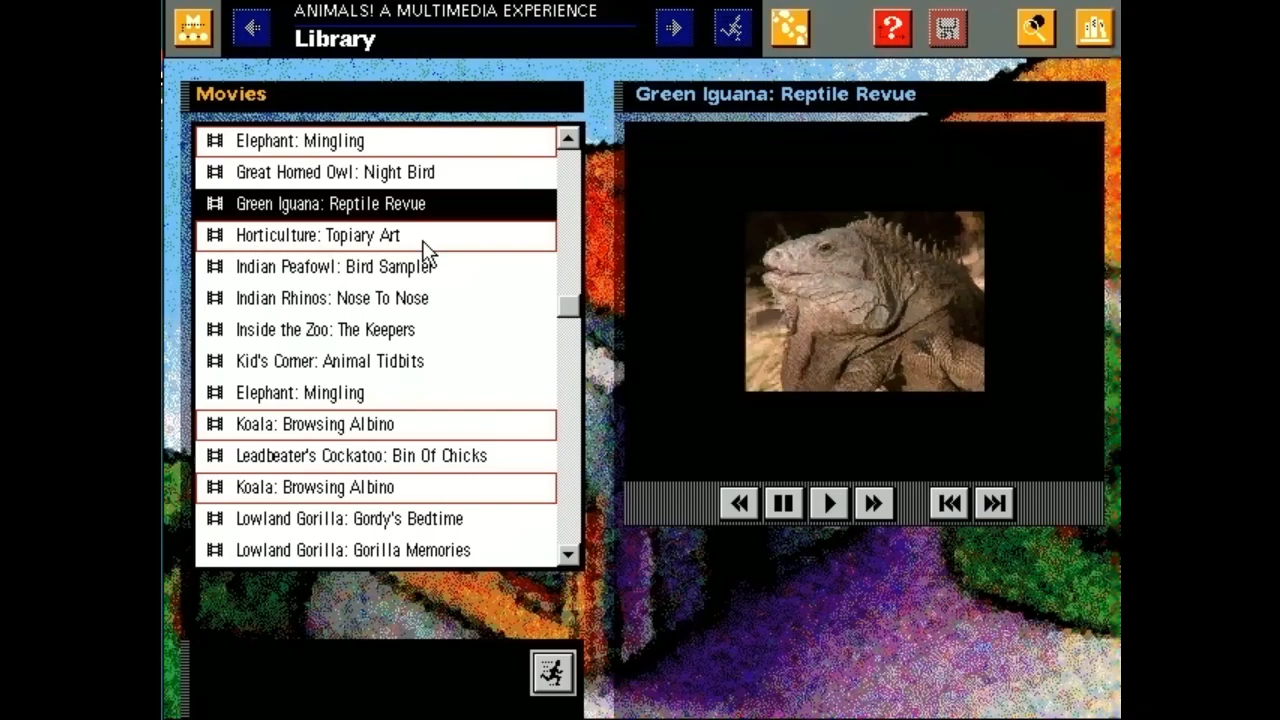 ANIMALS! A MULTIMEDIA EXPERIENCE
Library
Movies
Elephant: Mingling
Great Horned Owl: Night Bird
Green Iguana: Reptile Revue
Horticulture: Topiary Art
Indian Peafowl: Bird Sampler
Indian Rhinos: Nose To Nose
Inside the Zoo: The Keepers
Kid's Corner: Animal Tidbits
Elephant: Mingling
Koala: Browsing Albino
Leadbeater's Cockatoo: Bin Of Chicks
Koala: Browsing Albino
Lowland Gorilla: Gordy's Bedtime
Lowland Gorilla: Gorilla Memories
Green Iguana: Reptile Revue